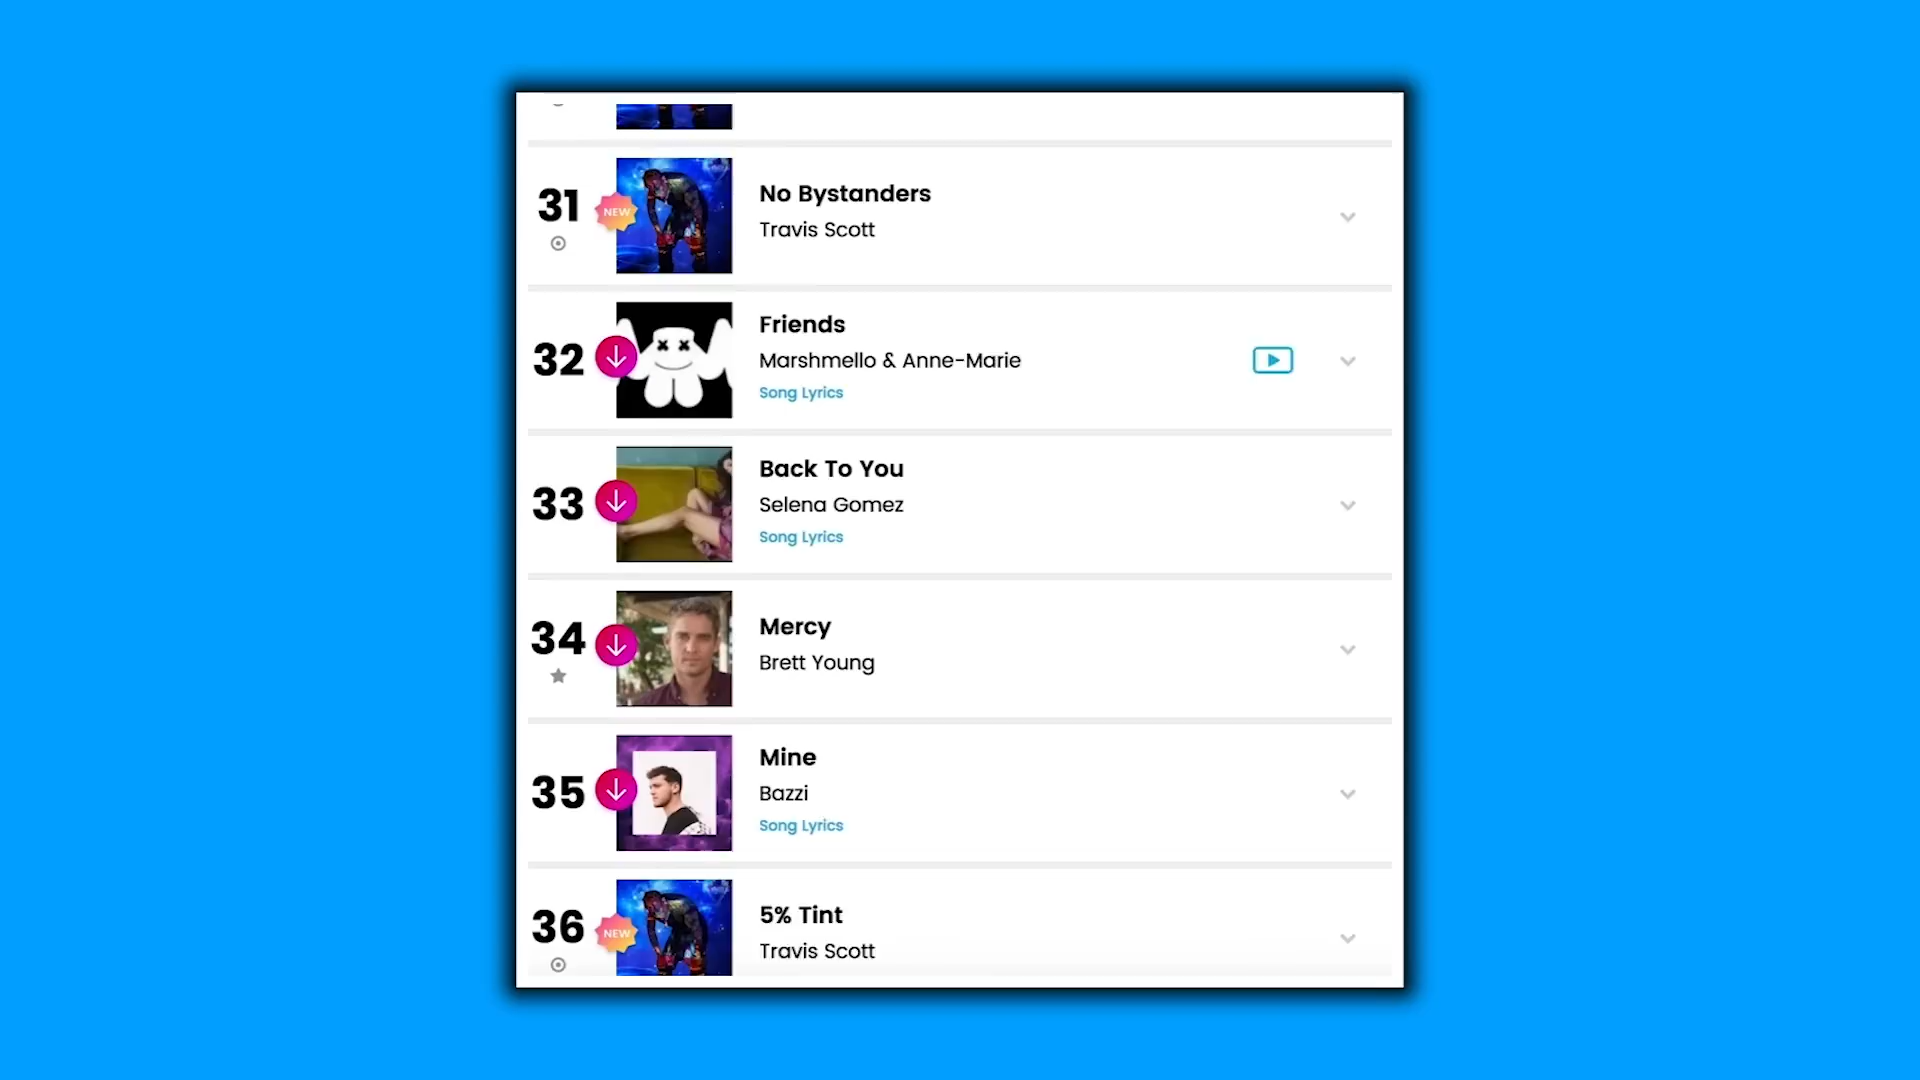 31
NEW
No Bystanders
Travis Scott
32
Friends
Marshmello & Anne-Marie
Song Lyrics
33
Back To You
Selena Gomez
Song Lyrics
34
Mercy
Brett Young
35
Mine
Bazzi
Song Lyrics
36
NEW
5% Tint
Travis Scott